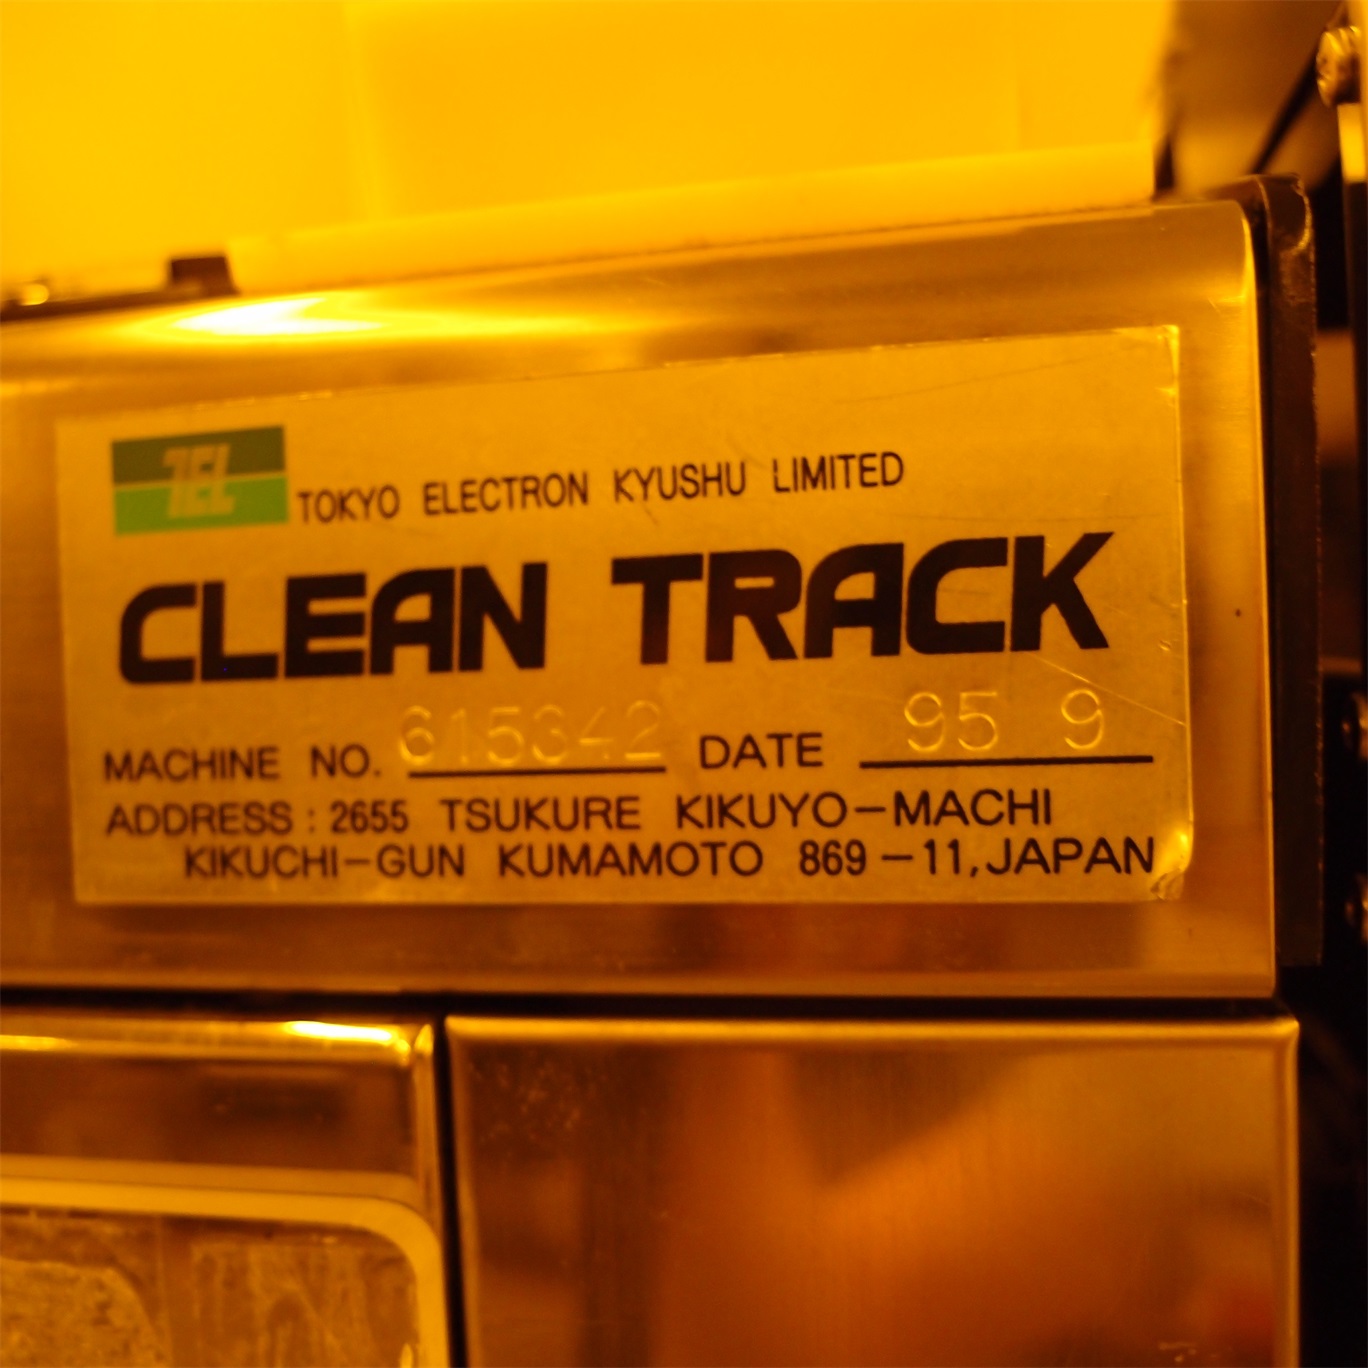 TEL
TOKYO ELECTRON KYUSHU LIMITED
CLEAN TRACK
MACHINE NO. 615342 DATE 95 9
ADDRESS : 2655 TSUKURE KIKUYO-MACHI
KIKUCHI-GUN KUMAMOTO 869-11, JAPAN